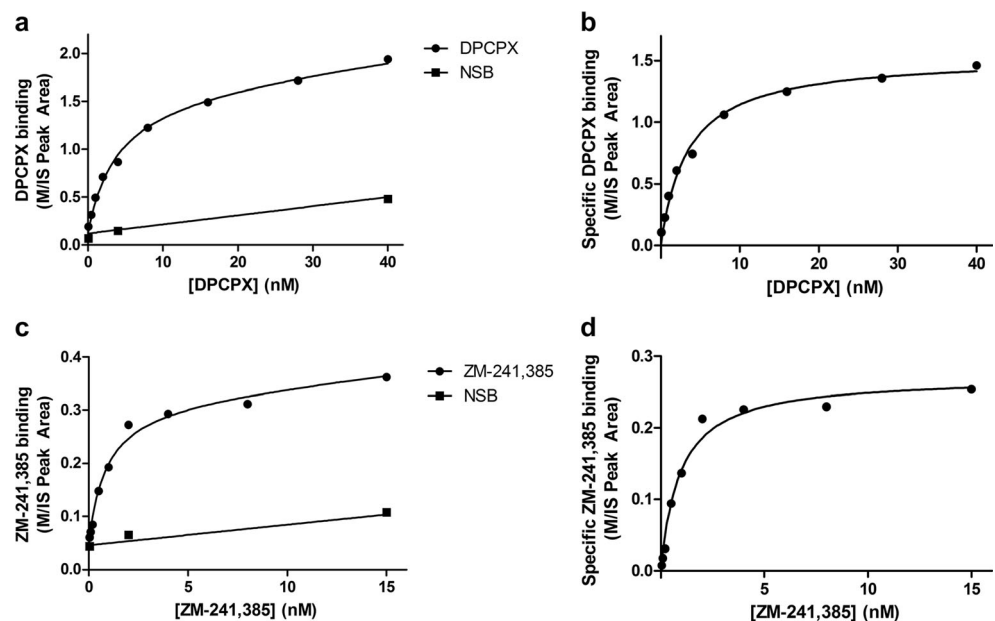 a
DPCPX binding
(M/IS Peak Area)
2.0
1.5
1.0
0.5
0.0
0
10
20
30
40
[DPCPX] (nM)
DPCPX
NSB
b
Specific DPCPX binding
(M/IS Peak Area)
1.5
1.0
0.5
0.0
10
20
30
40
[DPCPX] (nM)
c
ZM-241,385 binding
(M/IS Peak Area)
0.4
0.3
0.2
0.1
0.0
0
5
10
15
[ZM-241,385] (nM)
ZM-241,385
NSB
d
Specific ZM-241,385 binding
(M/IS Peak Area)
0.3
0.2
0.1
0.0
5
10
15
[ZM-241,385] (nM)